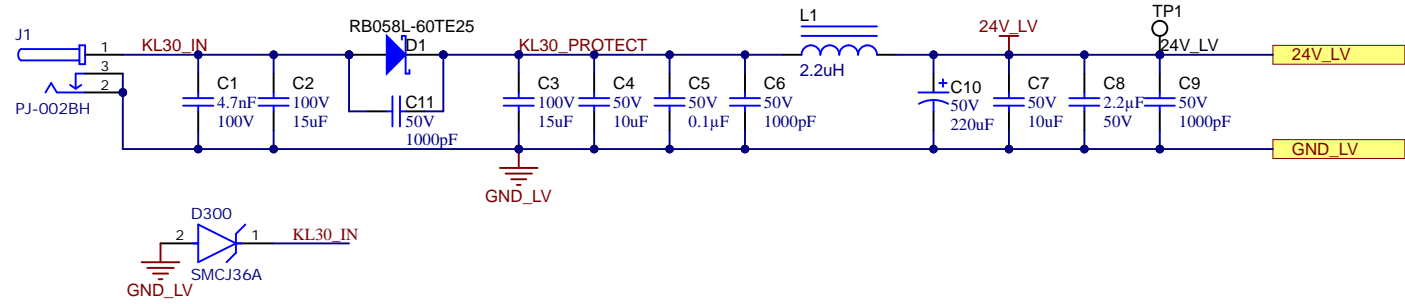 J1
1
3
2
PJ-002BH
KL30_IN
C1
4.7nF
100V
C2
100V
15uF
RB058L-60TE25
D1
C11
50V
1000pF
KL30_PROTECT
C3
100V
15uF
C4
50V
10uF
C5
50V
0.1µF
C6
50V
1000pF
GND_LV
L1
2.2uH
+
C10
50V
220uF
24V_LV
C7
50V
10uF
C8
2.2µF
50V
TP1
24V_LV
C9
50V
1000pF
24V_LV
GND_LV
D300
2
1
KL30_IN
SMCJ36A
GND_LV